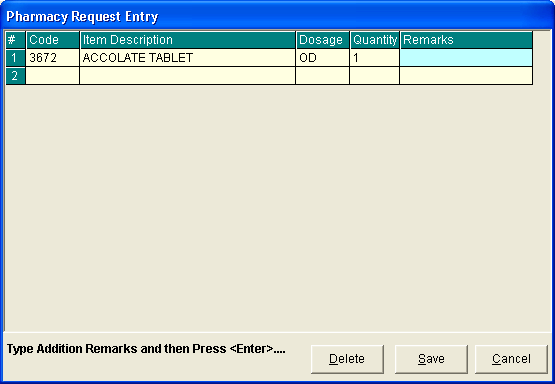 Pharmacy Request Entry
# Code Item Description Dosage Quantity Remarks
1 3672 ACCOLATE TABLET OD 1
2
Type Addition Remarks and then Press <Enter>....
Delete Save Cancel